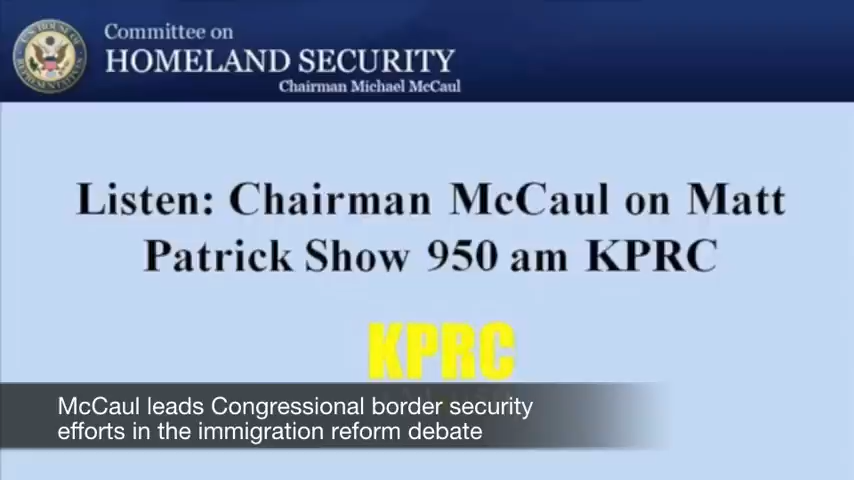 Committee on
HOMELAND SECURITY
Chairman Michael McCaul
Listen: Chairman McCaul on Matt
Patrick Show 950 am KPRC
KPRC
McCaul leads Congressional border security
efforts in the immigration reform debate